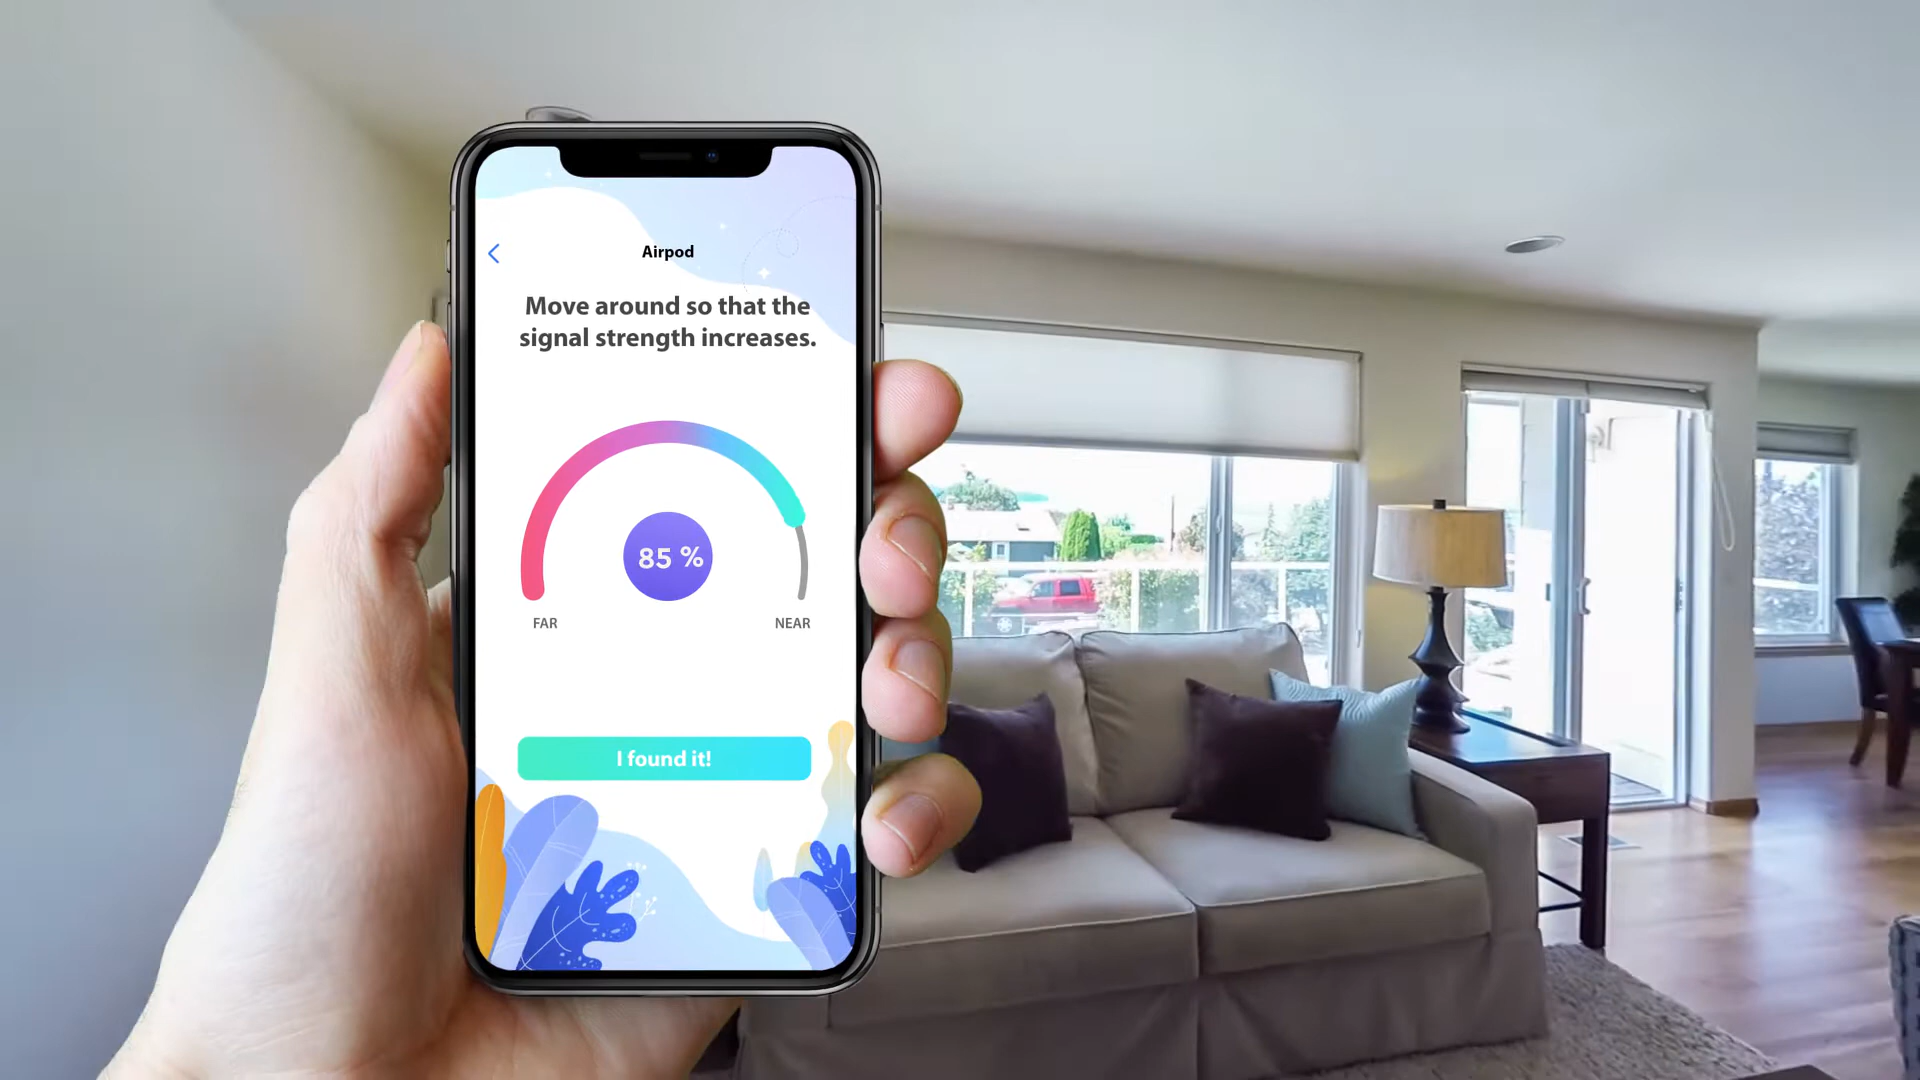 Airpod
Move around so that the
signal strength increases.
85 %
FAR
NEAR
I found it!